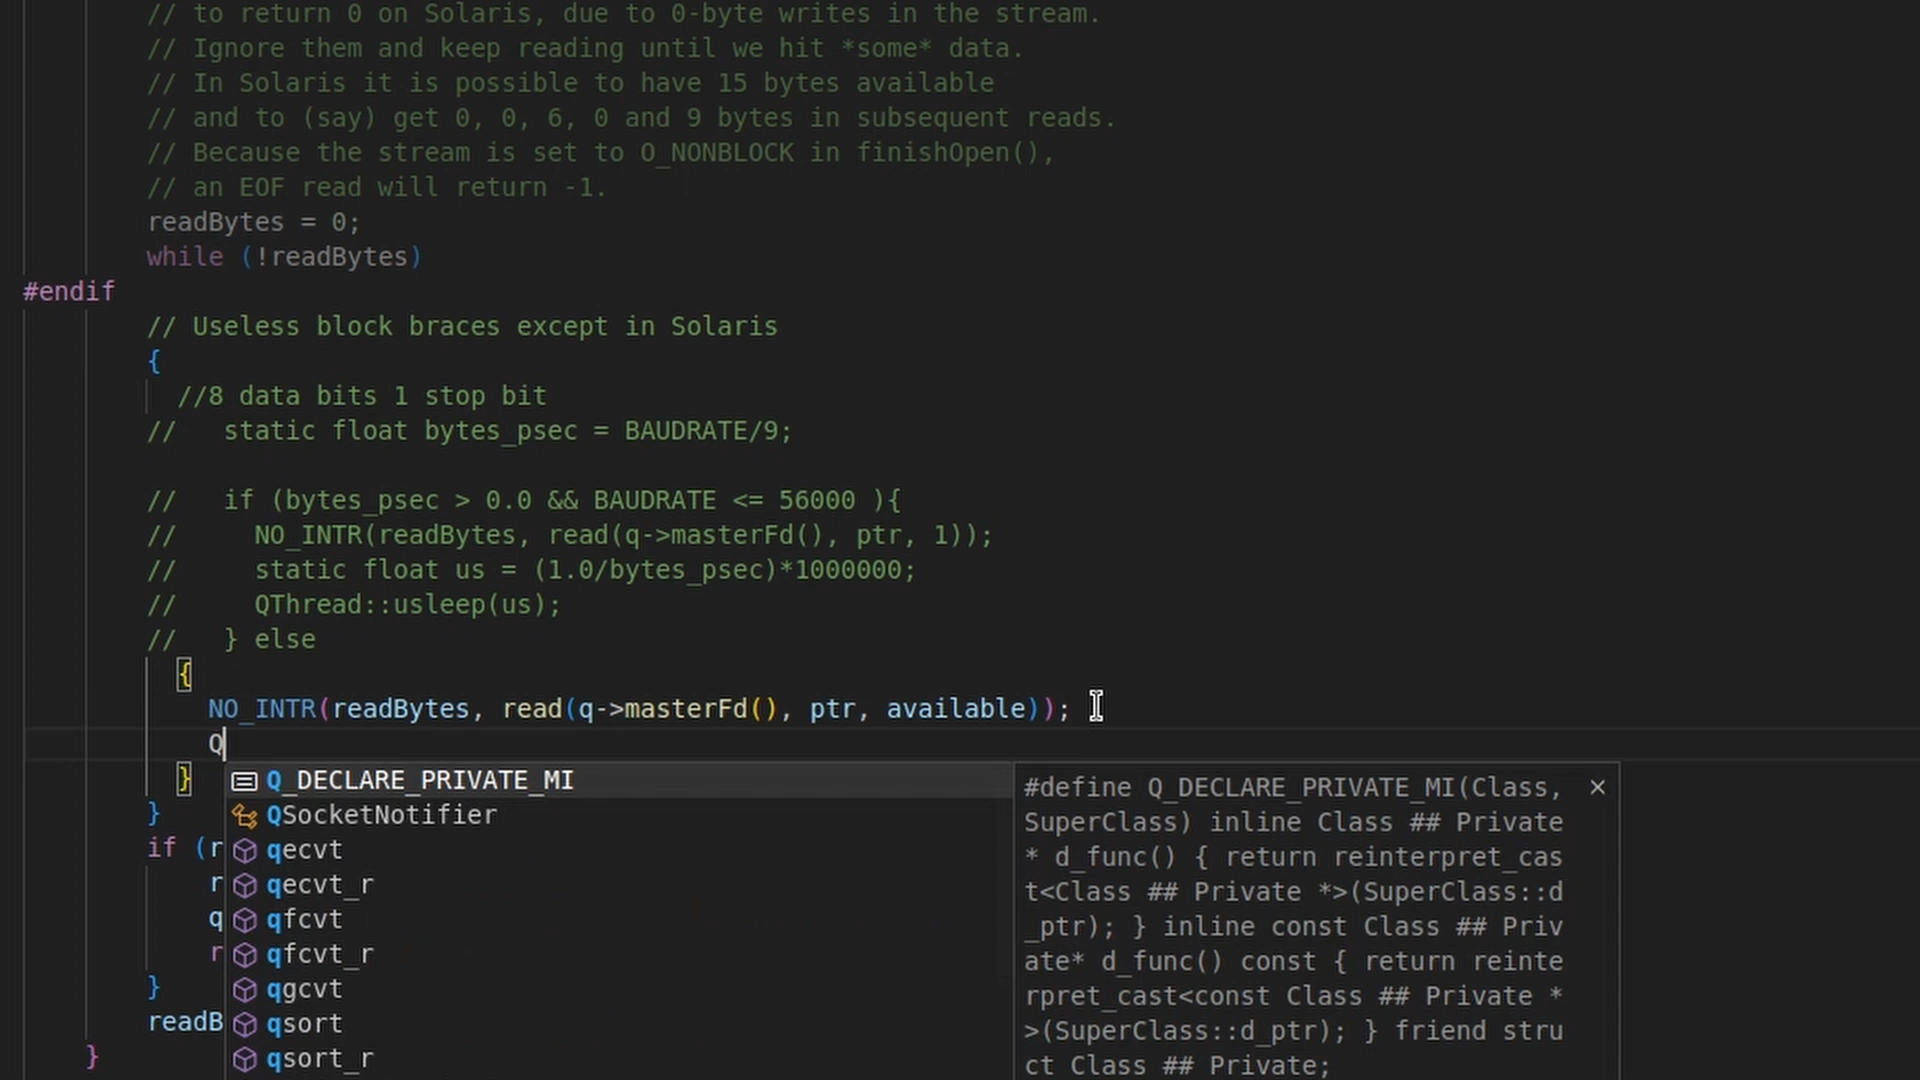 // to return 0 on Solaris, due to 0-byte writes in the stream.
// Ignore them and keep reading until we hit *some* data.
// In Solaris it is possible to have 15 bytes available
// and to (say) get 0, 0, 6, 0 and 9 bytes in subsequent reads.
// Because the stream is set to O_NONBLOCK in finishOpen(),
// an EOF read will return -1.
readBytes = 0;
while (!readBytes)
#endif
// Useless block braces except in Solaris
{
//8 data bits 1 stop bit
//   static float bytes_psec = BAUDRATE/9;
//   if (bytes_psec > 0.0 && BAUDRATE <= 56000 ){
//     NO_INTR(readBytes, read(q->masterFd(), ptr, 1));
//     static float us = (1.0/bytes_psec)*1000000;
//     QThread::usleep(us);
//   } else
{
NO_INTR(readBytes, read(q->masterFd(), ptr, available));
Q
}
}
if (r
r
q
r
}
readB
}
Q_DECLARE_PRIVATE_MI
QSocketNotifier
qecvt
qecvt_r
qfcvt
qfcvt_r
qgcvt
qsort
qsort_r
#define Q_DECLARE_PRIVATE_MI(Class,
SuperClass) inline Class ## Private
* d_func() { return reinterpret_cas
t<Class ## Private *>(SuperClass::d
_ptr); } inline const Class ## Priv
ate* d_func() const { return reinte
rpret_cast<const Class ## Private *
>(SuperClass::d_ptr); } friend stru
ct Class ## Private;